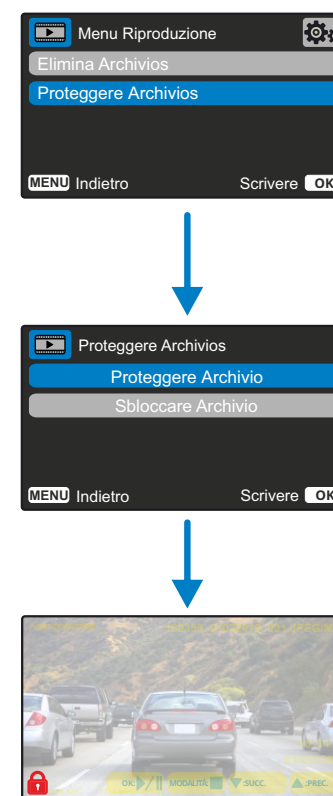 Menu Riproduzione
Elimina Archivios
Proteggere Archivios
MENU Indietro Scrivere OK
Proteggere Archivios
Proteggere Archivio
Sbloccare Archivio
MENU Indietro Scrivere OK
OK: MODALITÀ: :SUCC. :PREC.